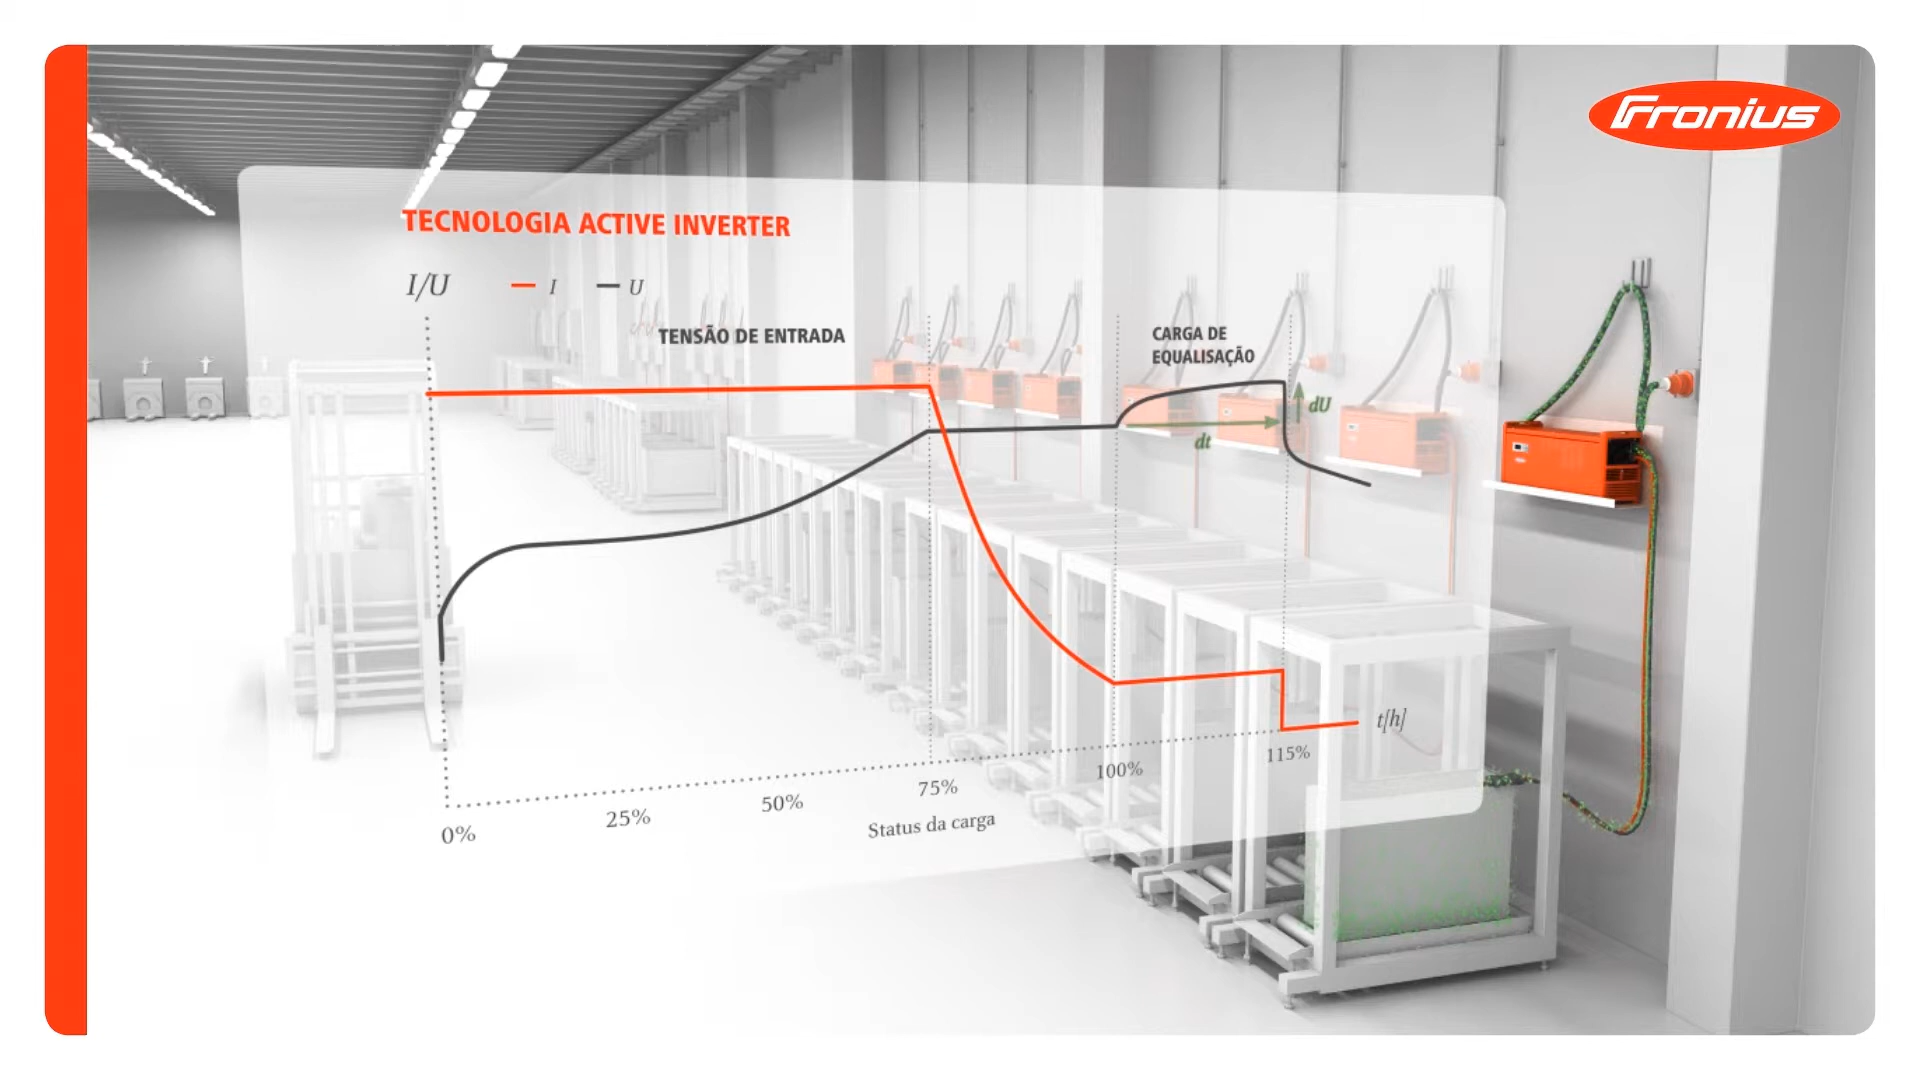 Fronius
TECNOLOGIA ACTIVE INVERTER
I/U
I
U
TENSÃO DE ENTRADA
CARGA DE
EQUALISAÇÃO
dU
dt
t[h]
0%
25%
50%
75%
100%
115%
Status da carga